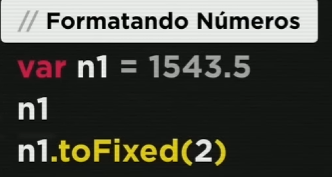 // Formatando Números
var n1 = 1543.5
n1
n1.toFixed(2)